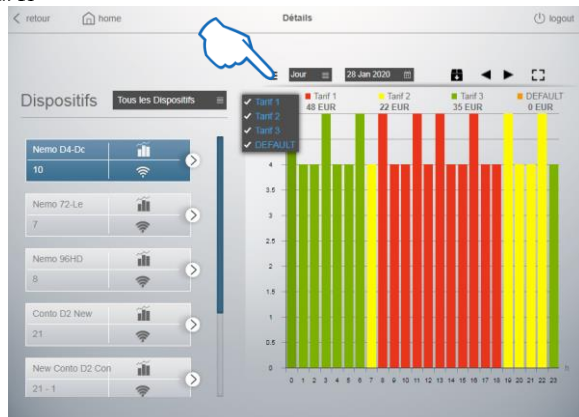 retour home Détails logout
Jour 28 Jan 2020
Dispositifs Tous les Dispositifs
Tarif 1
Tarif 2
Tarif 3
DEFAULT
Tarif 1
48 EUR
Tarif 2
22 EUR
Tarif 3
35 EUR
DEFAULT
0 EUR
Nemo D4-Dc
10
Nemo 72-Le
7
Nemo 96HD
8
Conto D2 New
21
New Conto D2 Con
21 - 1
4
3
2.5
2
1.5
1
0.5
0
0 1 2 3 4 5 6 7 8 9 10 11 12 13 14 15 16 17 18 19 20 21 22 23 h